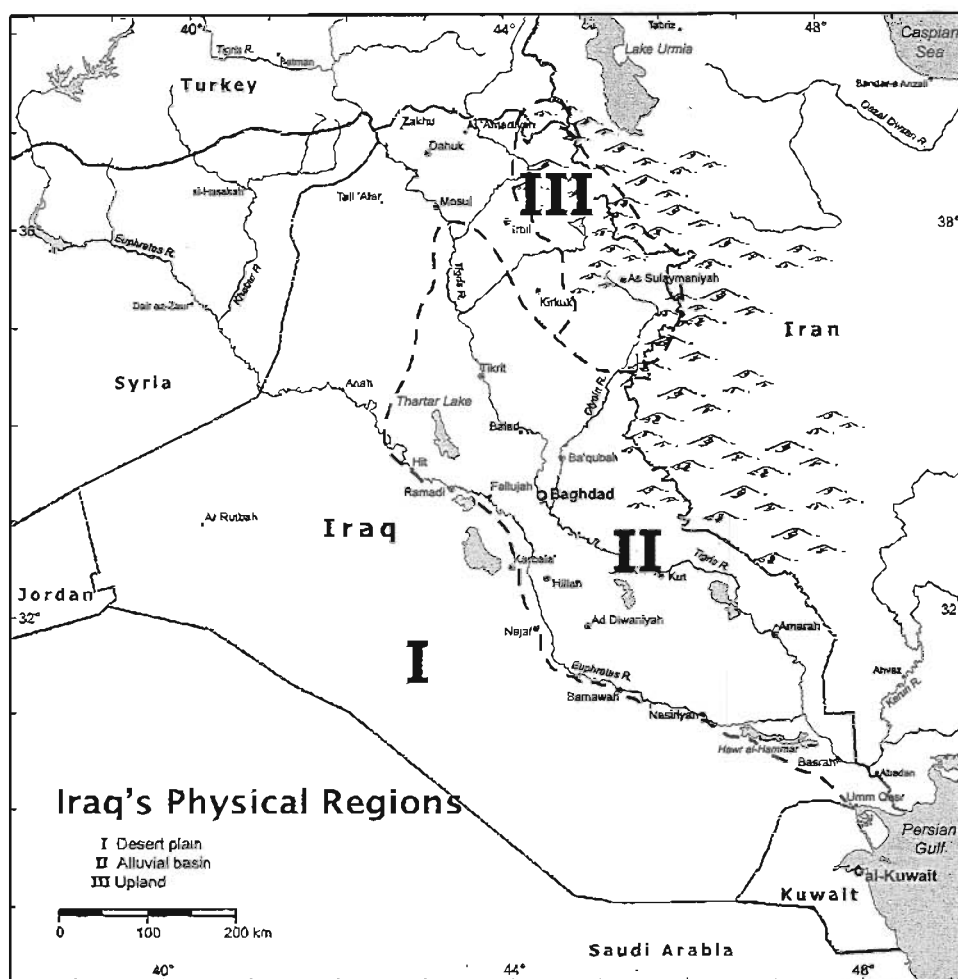 40°
44°
48
Tabriz
Caspian
Sea
Tigris R.
Batman
Lake Urmia
Turkey
Bandar-e Anzali
Zakhu
Al 'Amadiyah
Dahuk
al-Hasakah
Tall 'Afar
Mosul
III
Irbil
36°
38°
Euphrates R.
Khabur R.
Tigris R.
As Sulaymaniyah
Kirkuk
Dair az-Zaur
Iran
Syria
Anah
Tikrit
Diyala R.
Thartar Lake
Balad
Ba'qubah
Hit
Ramadi
Fallujah
Baghdad
Ar Rutbah
Iraq
II
Karbala'
Tigris R.
Kut
Hillah
Jordan
32°
32
Najaf
Ad Diwaniyah
Amarah
I
Euphrates R.
Ahvaz
Karun R.
Samawah
Nasiriyah
Hawr al-Hammar
Basrah
Abadan
Iraq's Physical Regions
Umm Qasr
I Desert plain
II Alluvial basin
III Upland
Persian
Gulf
al-Kuwait
Kuwait
0 100 200 km
Saudi Arabia
40°
44°
48°